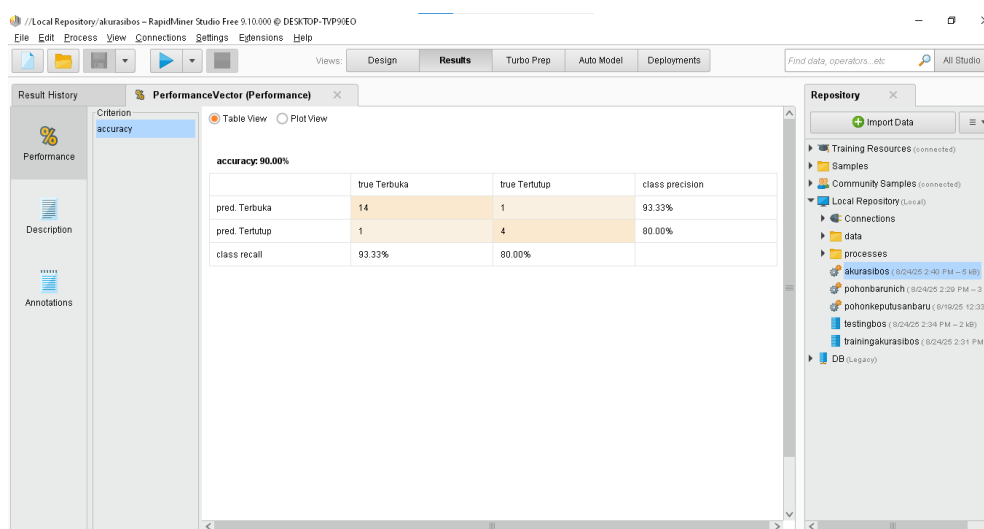 //Local Repository/akurasibos – RapidMiner Studio Free 9.10.000 @ DESKTOP-TVP90EO
File Edit Process View Connections Settings Extensions Help
Views: Design Results Turbo Prep Auto Model Deployments Find data, operators...etc All Studio
Result History PerformanceVector (Performance) Repository
Criterion
accuracy
Performance
Description
Annotations
Table View Plot View
accuracy: 90.00%
true Terbuka true Tertutup class precision
pred. Terbuka 14 1 93.33%
pred. Tertutup 1 4 80.00%
class recall 93.33% 80.00%
Import Data
Training Resources (connected)
Samples
Community Samples (connected)
Local Repository (Local)
Connections
data
processes
akurasibos (8/24/25 2:40 PM – 5 kB)
pohonbarunich (8/24/25 2:29 PM – 3
pohonkeputusanbaru (8/19/25 12:33
testingbos (8/24/25 2:34 PM – 2 kB)
trainingakurasibos (8/24/25 2:31 PM
DB (Legacy)